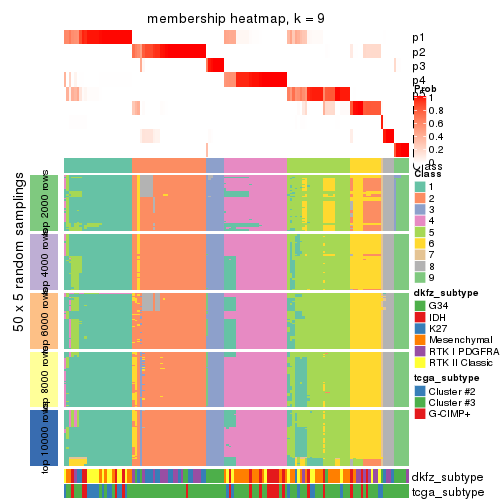 membership heatmap, k = 9
p1
p2
p3
p4
Prob
1
0.8
0.6
0.4
0.2
0
Class
Class
1
2
3
4
5
6
7
8
9
50 x 5 random samplings
top 2000 rows
top 4000 rows
top 6000 rows
top 8000 rows
top 10000 rows
dkfz_subtype
G34
IDH
K27
Mesenchymal
RTK I PDGFRA
RTK II Classic
tcga_subtype
Cluster #2
Cluster #3
G-CIMP+
dkfz_subtype
tcga_subtype